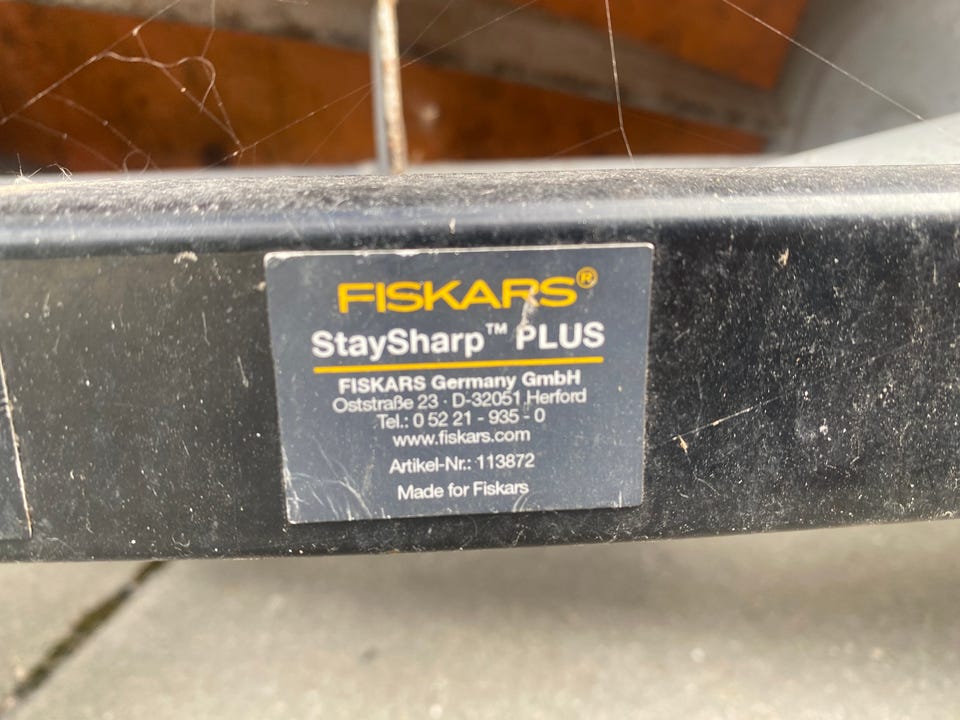 FISKARS®
StaySharp™ PLUS
FISKARS Germany GmbH
Oststraße 23 · D-32051 Herford
Tel.: 0 52 21 - 935 - 0
www.fiskars.com
Artikel-Nr.: 113872
Made for Fiskars